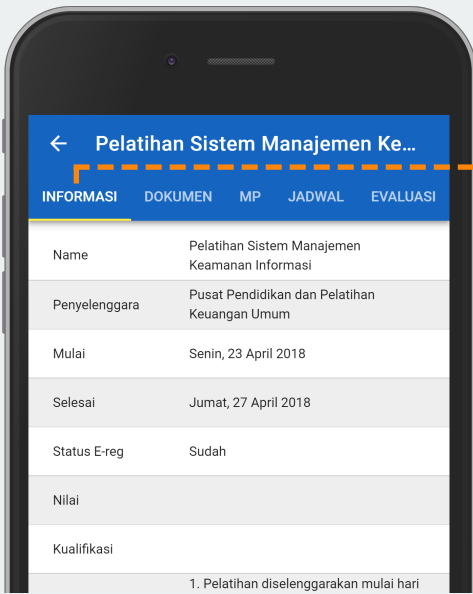 Pelatihan Sistem Manajemen Ke...
INFORMASI DOKUMEN MP JADWAL EVALUASI
Name Pelatihan Sistem Manajemen
Keamanan Informasi
Penyelenggara Pusat Pendidikan dan Pelatihan
Keuangan Umum
Mulai Senin, 23 April 2018
Selesai Jumat, 27 April 2018
Status E-reg Sudah
Nilai
Kualifikasi
1. Pelatihan diselenggarakan mulai hari